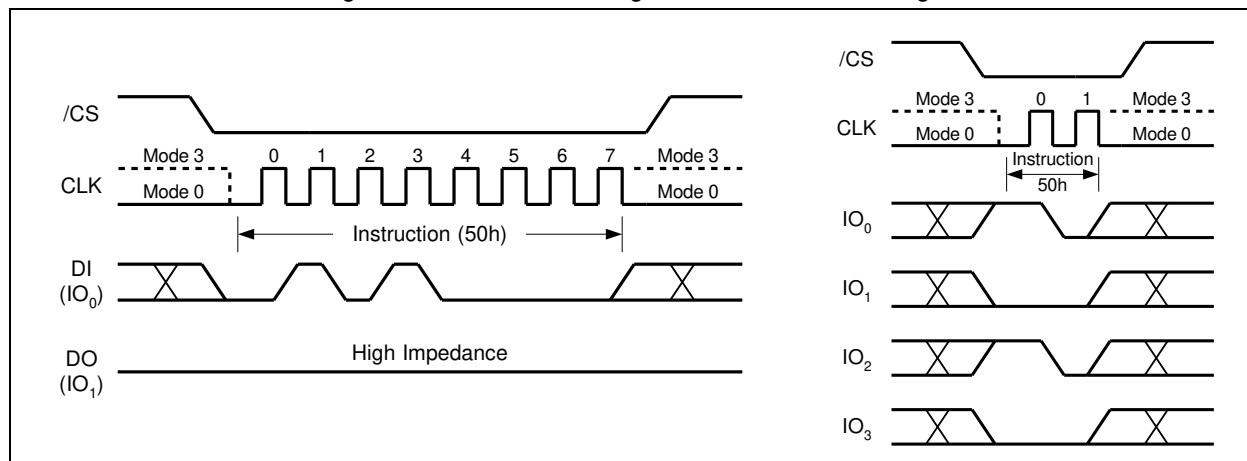 /CS
Mode 3 0 1 2 3 4 5 6 7 Mode 3
CLK
Mode 0 Mode 0
Instruction (50h)
DI
(IO0)
High Impedance
DO
(IO1)
/CS
Mode 3 0 1 Mode 3
CLK
Mode 0 Mode 0
Instruction
50h
IO0
IO1
IO2
IO3